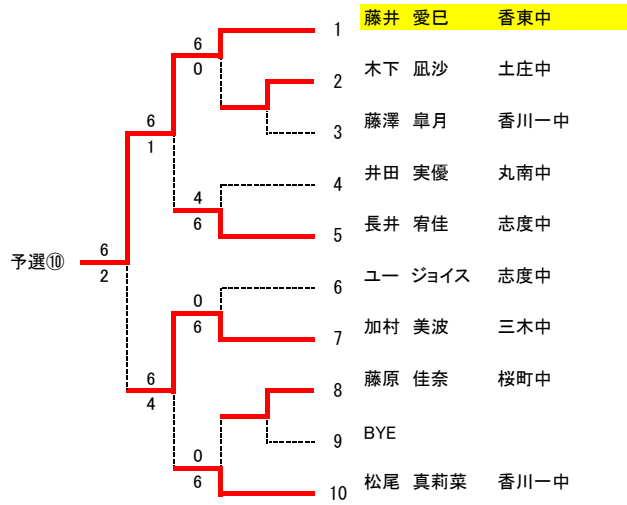 1 藤井 愛巳 香東中
6
0
2 木下 凪沙 土庄中
6
1
3 藤澤 皐月 香川一中
4 井田 実優 丸南中
4
6
5 長井 宥佳 志度中
予選⑩
6
2
6 ユー ジョイス 志度中
0
6
7 加村 美波 三木中
6
4
8 藤原 佳奈 桜町中
9 BYE
0
6
10 松尾 真莉菜 香川一中